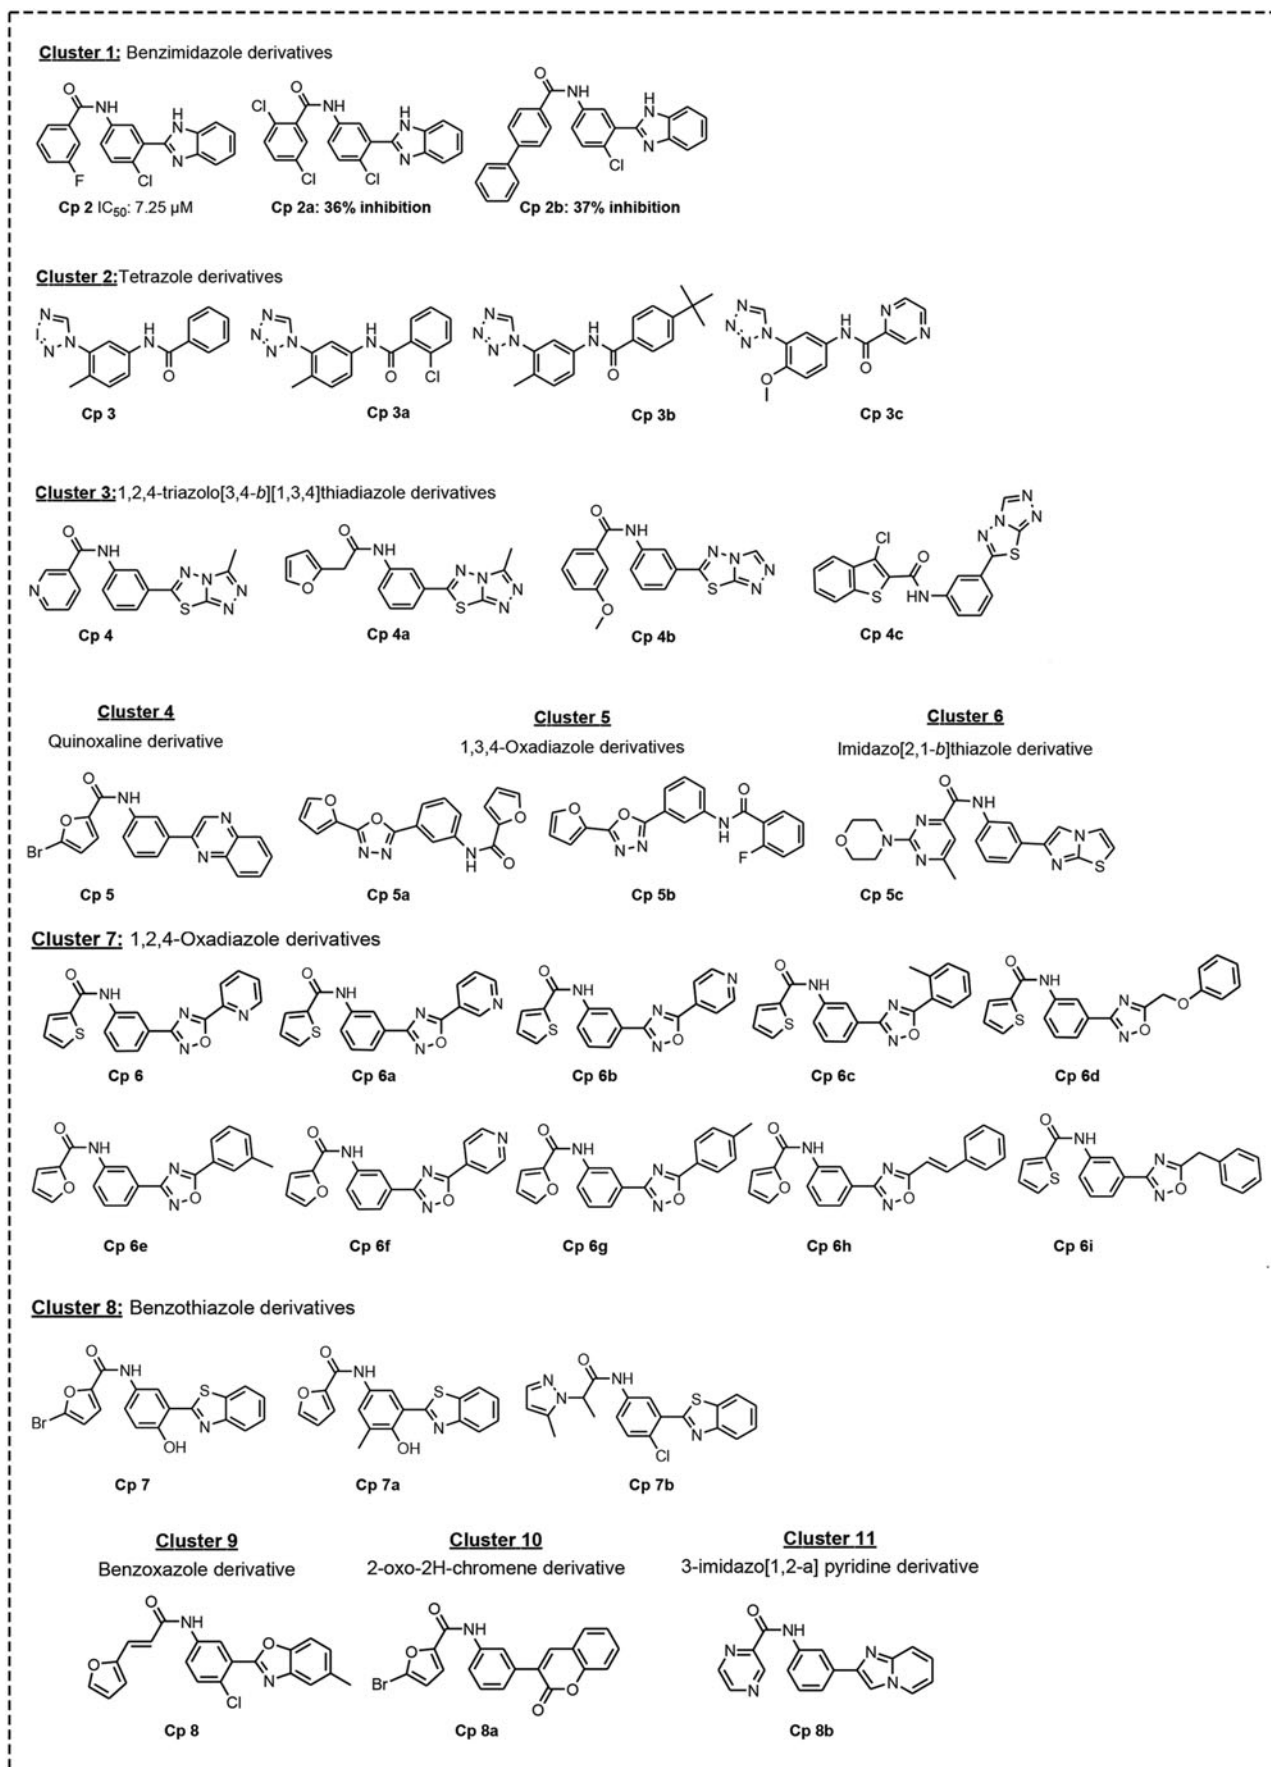 Cluster 1: Benzimidazole derivatives
Cp 2 IC50: 7.25 µM
Cp 2a: 36% inhibition
Cp 2b: 37% inhibition
Cluster 2:Tetrazole derivatives
Cp 3
Cp 3a
Cp 3b
Cp 3c
Cluster 3:1,2,4-triazolo[3,4-b][1,3,4]thiadiazole derivatives
Cp 4
Cp 4a
Cp 4b
Cp 4c
Cluster 4
Quinoxaline derivative
Cluster 5
1,3,4-Oxadiazole derivatives
Cluster 6
Imidazo[2,1-b]thiazole derivative
Cp 5
Cp 5a
Cp 5b
Cp 5c
Cluster 7: 1,2,4-Oxadiazole derivatives
Cp 6
Cp 6a
Cp 6b
Cp 6c
Cp 6d
Cp 6e
Cp 6f
Cp 6g
Cp 6h
Cp 6i
Cluster 8: Benzothiazole derivatives
Cp 7
Cp 7a
Cp 7b
Cluster 9
Benzoxazole derivative
Cluster 10
2-oxo-2H-chromene derivative
Cluster 11
3-imidazo[1,2-a] pyridine derivative
Cp 8
Cp 8a
Cp 8b